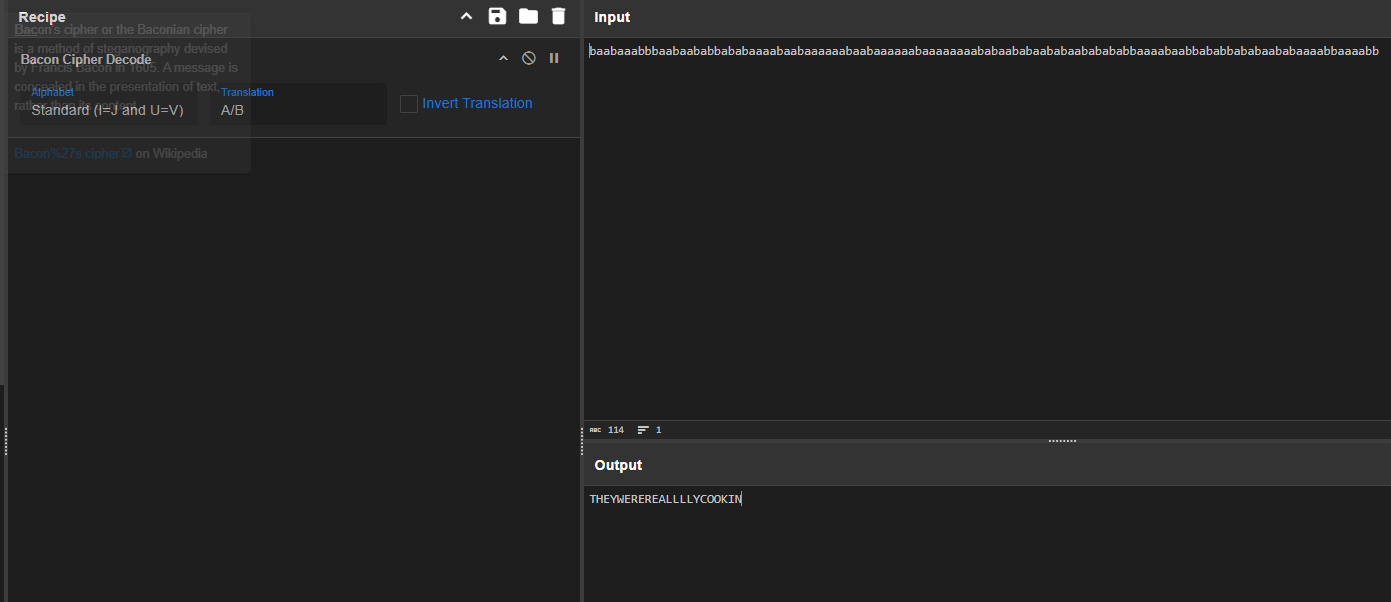 Recipe
Bacon's cipher or the Baconian cipher
is a method of steganography devised
Bacon Cipher Decode
by Francis Bacon in 1605. A message is
concealed in the presentation of text,
Alphabet Translation
rather than its content.
Standard (I=J and U=V) A/B Invert Translation
Bacon%27s cipher on Wikipedia
Input
baabaaabbbaabaababbababaaaabaabaaaaaabaabaaaaaabaaaaaaaababaababaababaabababababbaaaabaabbababbababaababaaaabbaaaabb
ABC 114 1
Output
THEYWEREREALLLLYCOOKIN